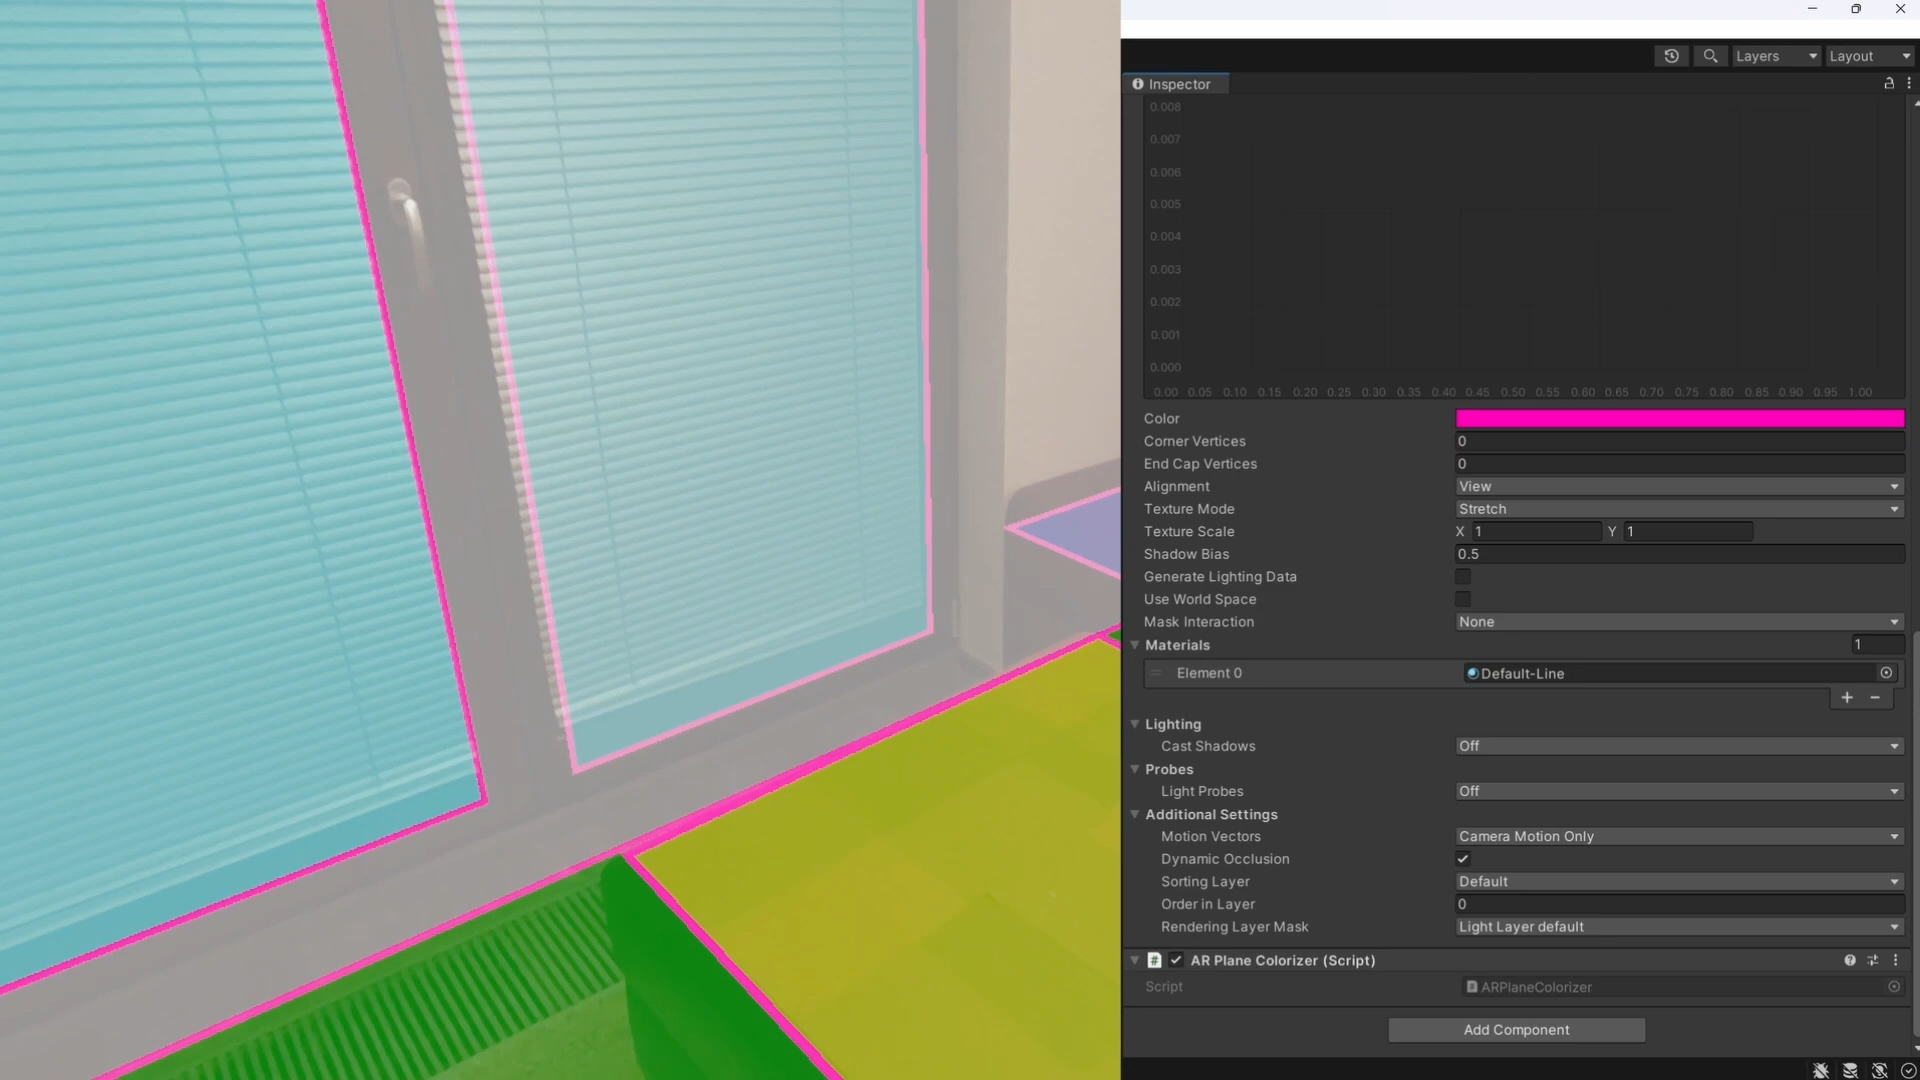 Layers
Layout
Inspector
0.008
0.007
0.006
0.005
0.004
0.003
0.002
0.001
0.000
0.00 0.05 0.10 0.15 0.20 0.25 0.30 0.35 0.40 0.45 0.50 0.55 0.60 0.65 0.70 0.75 0.80 0.85 0.90 0.95 1.00
Color
Corner Vertices 0
End Cap Vertices 0
Alignment View
Texture Mode Stretch
Texture Scale X 1 Y 1
Shadow Bias 0.5
Generate Lighting Data
Use World Space
Mask Interaction None
Materials 1
Element 0 Default-Line
Lighting
Cast Shadows Off
Probes
Light Probes Off
Additional Settings
Motion Vectors Camera Motion Only
Dynamic Occlusion
Sorting Layer Default
Order in Layer 0
Rendering Layer Mask Light Layer default
# AR Plane Colorizer (Script)
Script ARPlaneColorizer
Add Component